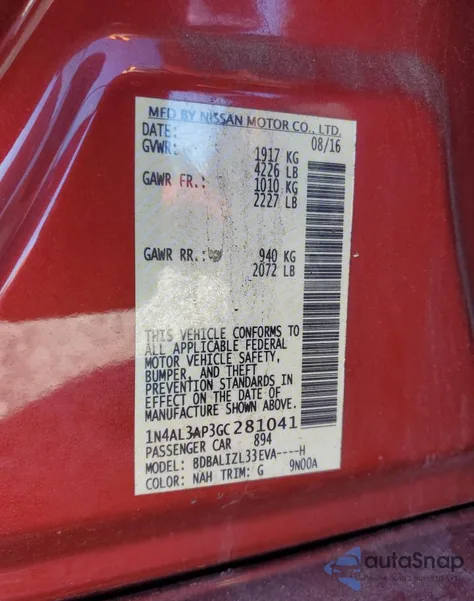 MFD BY NISSAN MOTOR CO., LTD.
DATE: 08/16
GVWR: 1917 KG
4226 LB
GAWR FR.: 1010 KG
2227 LB
GAWR RR.: 940 KG
2072 LB
THIS VEHICLE CONFORMS TO
ALL APPLICABLE FEDERAL
MOTOR VEHICLE SAFETY,
BUMPER, AND THEFT
PREVENTION STANDARDS IN
EFFECT ON THE DATE OF
MANUFACTURE SHOWN ABOVE.
1N4AL3AP3GC281041
PASSENGER CAR 894
MODEL: BDBALIZL33EVA----H
COLOR: NAH TRIM: G 9N00A
autoSnap